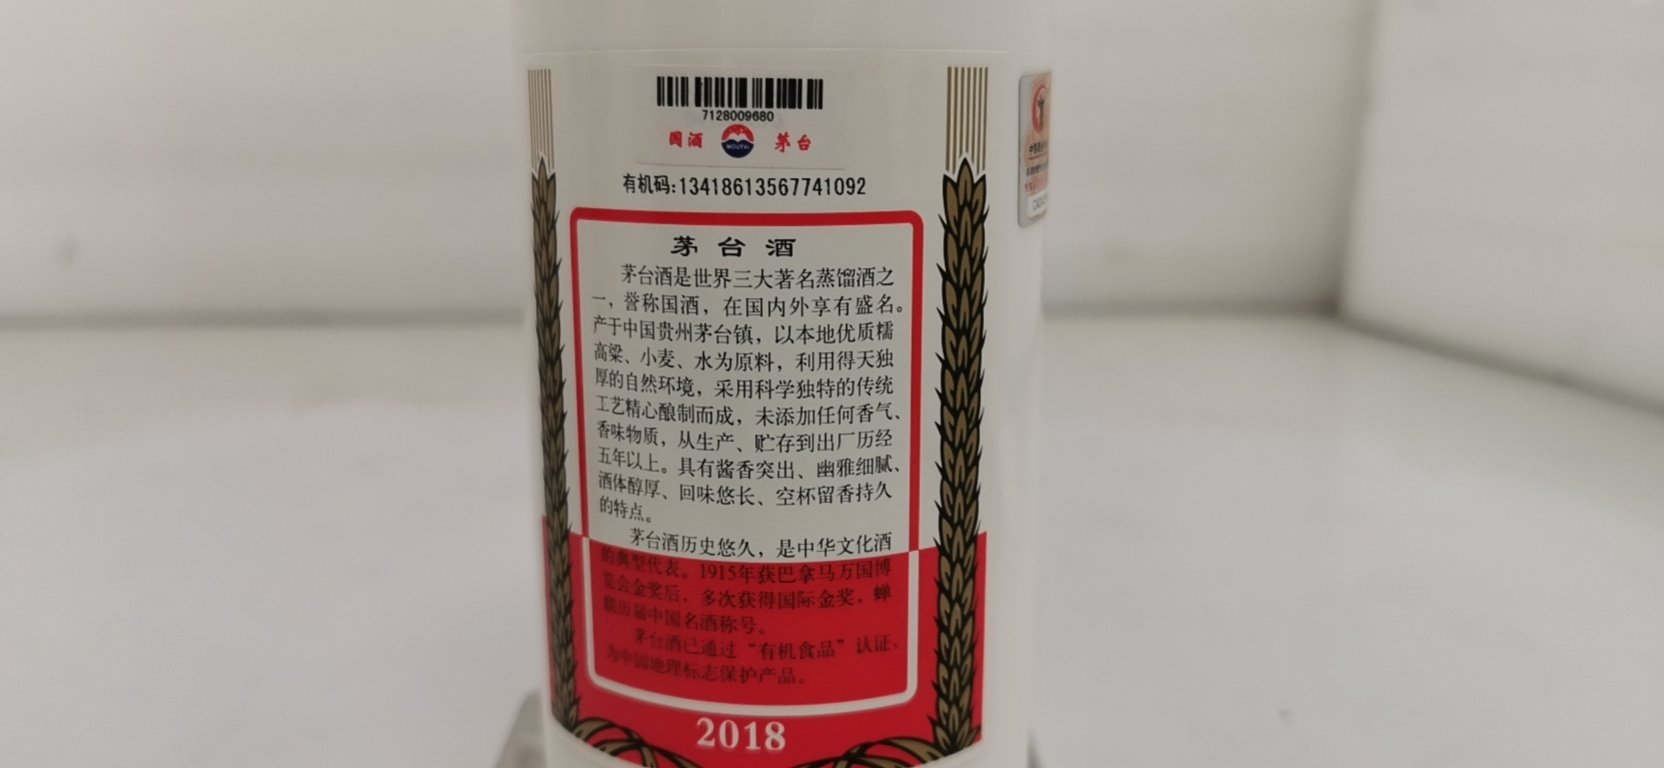 7128009680
国酒 MOUTAI 茅台
有机码:13418613567741092
茅台酒
茅台酒是世界三大著名蒸馏酒之
一，誉称国酒，在国内外享有盛名。
产于中国贵州茅台镇，以本地优质糯
高粱、小麦、水为原料，利用得天独
厚的自然环境，采用科学独特的传统
工艺精心酿制而成，未添加任何香气、
香味物质，从生产、贮存到出厂历经
五年以上。具有酱香突出、幽雅细腻、
酒体醇厚、回味悠长、空杯留香持久
的特点。
茅台酒历史悠久，是中华文化酒
的典型代表。1915年获巴拿马万国博
览会金奖后，多次获得国际金奖，蝉
联历届中国名酒称号。
茅台酒已通过“有机食品”认证，
为中国地理标志保护产品。
2018